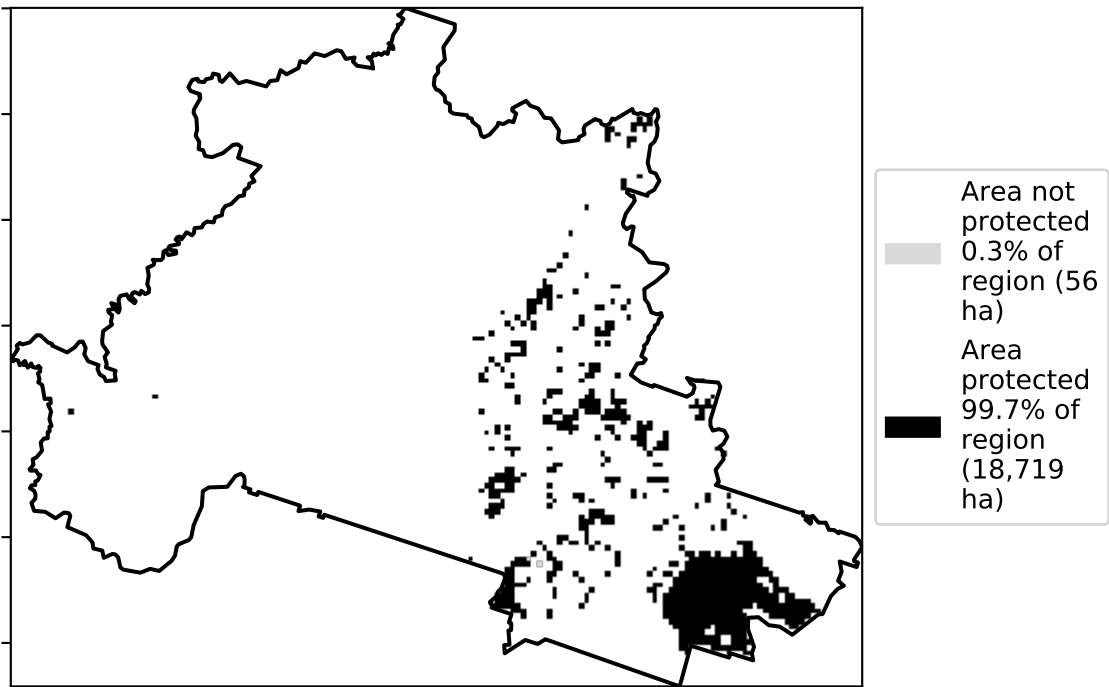 Area not
protected
0.3% of
region (56
ha)
Area
protected
99.7% of
region
(18,719
ha)